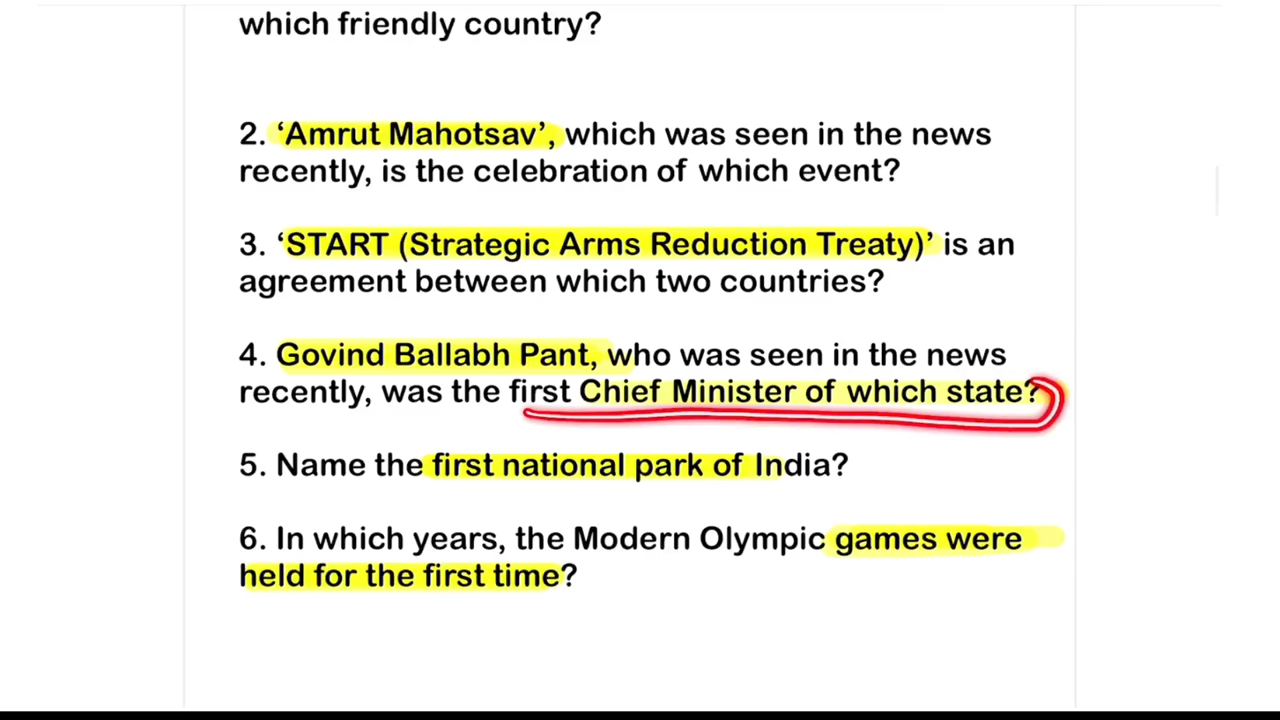 which friendly country?
2. ‘Amrut Mahotsav’, which was seen in the news
recently, is the celebration of which event?
3. ‘START (Strategic Arms Reduction Treaty)’ is an
agreement between which two countries?
4. Govind Ballabh Pant, who was seen in the news
recently, was the first Chief Minister of which state?
5. Name the first national park of India?
6. In which years, the Modern Olympic games were
held for the first time?